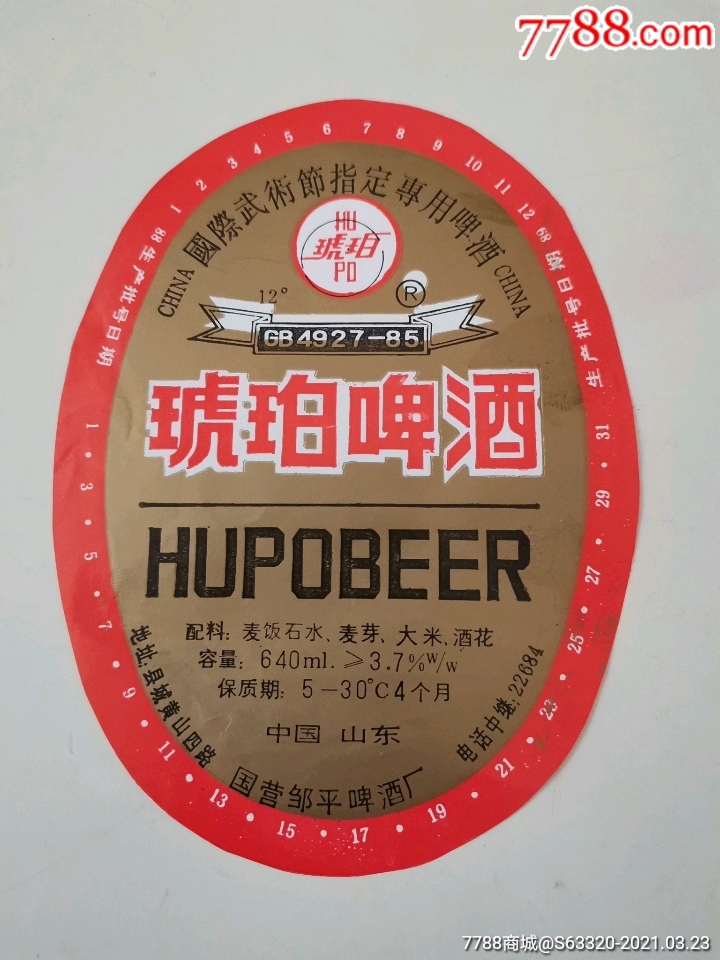 7788.com
88 1 2 3 4 5 6 7 8 9 10 11 12 68
生产批号日期
生产批号日期
CHINA 國際武術節指定專用啤酒 CHINA
HU
琥珀
PO
12°
®
GB4927-85
琥珀啤酒
HUPOBEER
配料:麦饭石水、麦芽、大米、酒花
容量:640ml.≥3.7%w/w
保质期:5-30℃4个月
中国 山东
地址:县城黄山四路
国营邹平啤酒厂
电话中继:22684
1·3·5·7·9·11·13·15·17·19·21·23·25·27·29·31
7788商城@S63320-2021.03.23